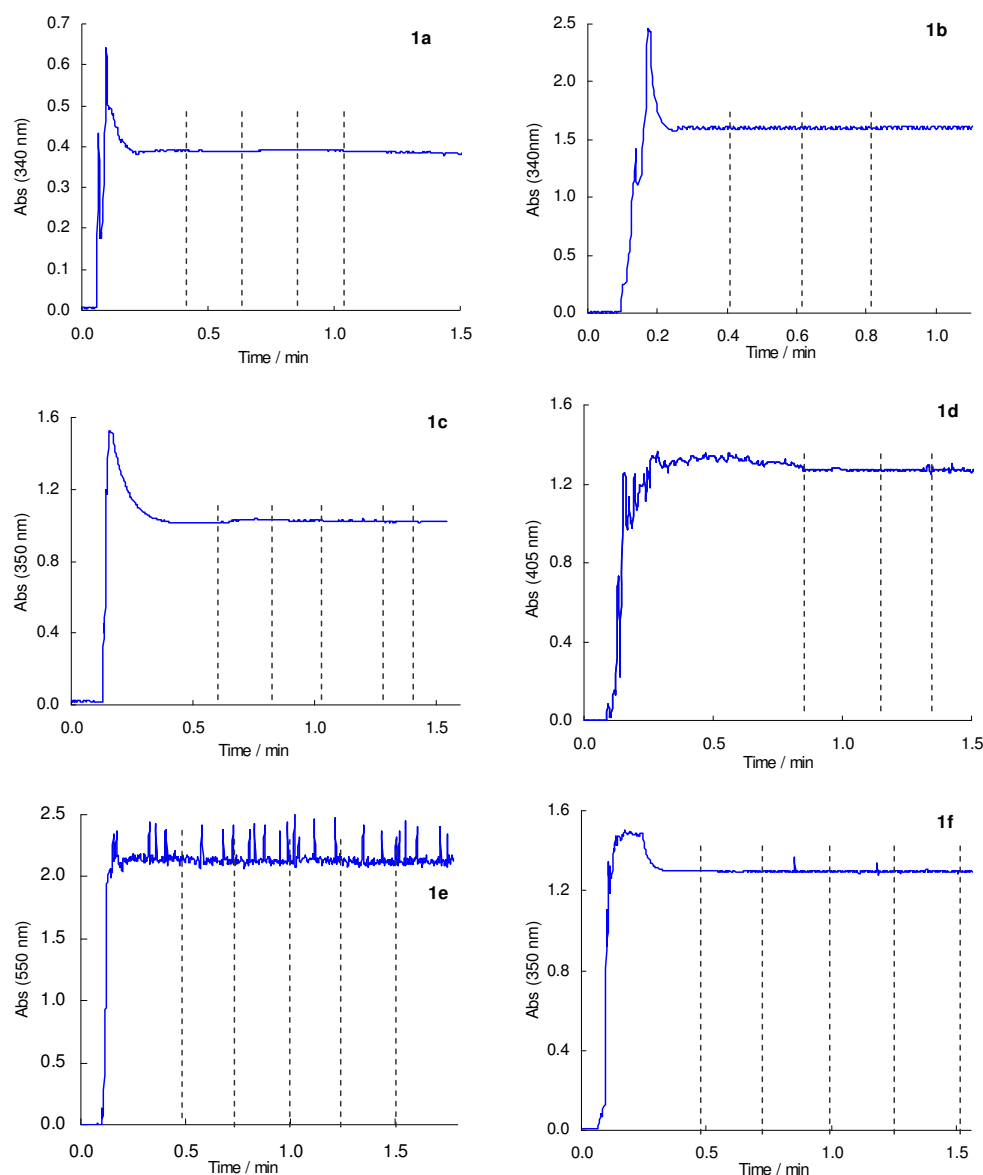 1a
Abs (340 nm)
0.7
0.6
0.5
0.4
0.3
0.2
0.1
0.0
0.0 0.5 1.0 1.5
Time / min
1b
Abs (340nm)
2.5
2.0
1.5
1.0
0.5
0.0
0.0 0.2 0.4 0.6 0.8 1.0
Time / min
1c
Abs (350 nm)
1.6
1.2
0.8
0.4
0.0
0.0 0.5 1.0 1.5
Time / min
1d
Abs (405 nm)
1.6
1.2
0.8
0.4
0.0
0.0 0.5 1.0 1.5
Time / min
1e
Abs (550 nm)
2.5
2.0
1.5
1.0
0.5
0.0
0.0 0.5 1.0 1.5
Time / min
1f
Abs (350 nm)
1.6
1.2
0.8
0.4
0.0
0.0 0.5 1.0 1.5
Time / min